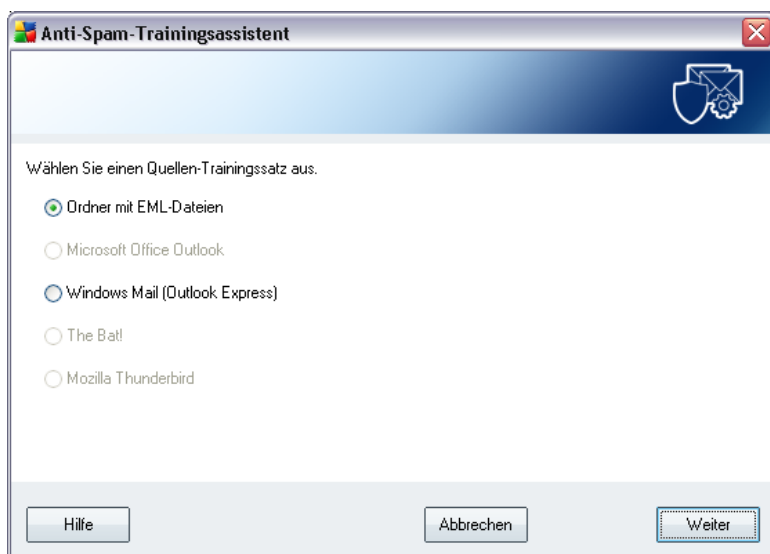 Anti-Spam-Trainingsassistent
Wählen Sie einen Quellen-Trainingssatz aus.
Ordner mit EML-Dateien
Microsoft Office Outlook
Windows Mail (Outlook Express)
The Bat!
Mozilla Thunderbird
Hilfe
Abbrechen
Weiter